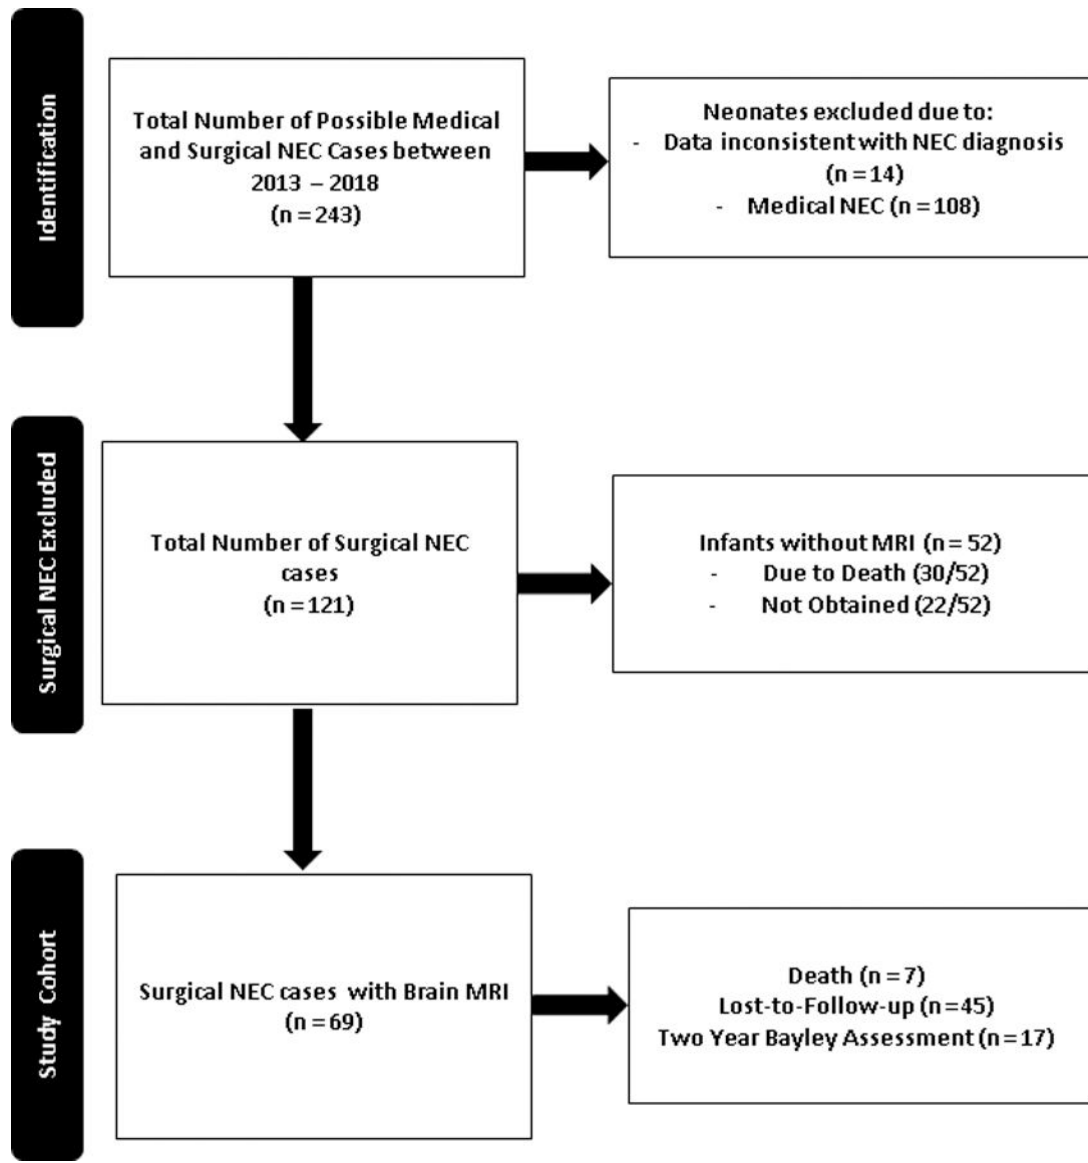 Identification
Total Number of Possible Medical
and Surgical NEC Cases between
2013 – 2018
(n = 243)
Neonates excluded due to:
- Data inconsistent with NEC diagnosis
(n = 14)
- Medical NEC (n = 108)
Surgical NEC Excluded
Total Number of Surgical NEC
cases
(n = 121)
Infants without MRI (n = 52)
- Due to Death (30/52)
- Not Obtained (22/52)
Study Cohort
Surgical NEC cases with Brain MRI
(n = 69)
Death (n = 7)
Lost-to-Follow-up (n=45)
Two Year Bayley Assessment (n = 17)